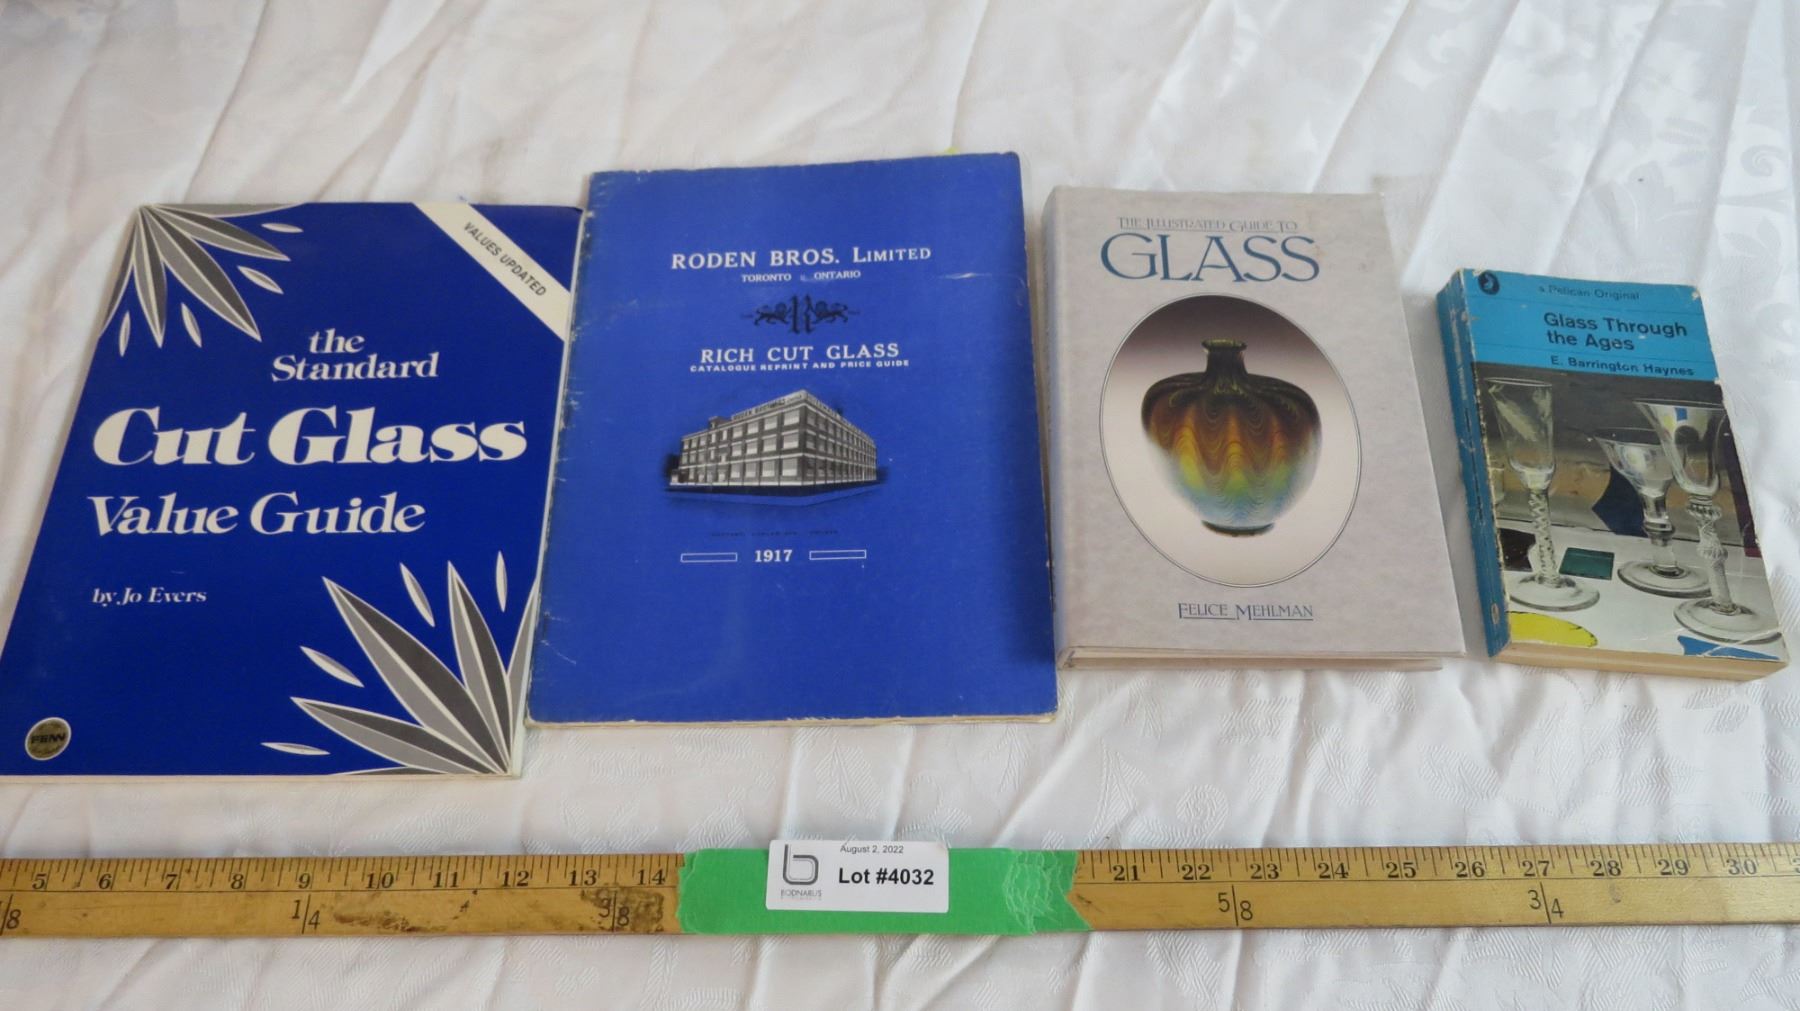 VALUES UPDATED
the
Standard
Cut Glass
Value Guide
by Jo Evers
PENN
RODEN BROS. LIMITED
TORONTO ONTARIO
RICH CUT GLASS
CATALOGUE REPRINT AND PRICE GUIDE
1917
THE ILLUSTRATED GUIDE TO
GLASS
FELICE MEHLMAN
a Pelican Original
Glass Through
the Ages
E. Barrington Haynes
August 2, 2022
Lot #4032
BODNARUS
5 6 7 8 9 10 11 12 13 14 21 22 23 24 25 26 27 28 29 30
8 1/4 3/8 5/8 3/4